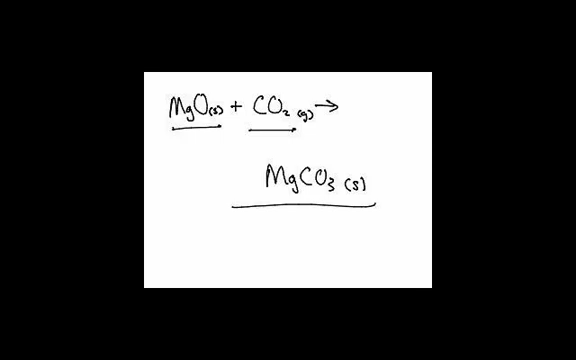 MgO(s) + CO₂ (g) →
MgCO₃ (s)